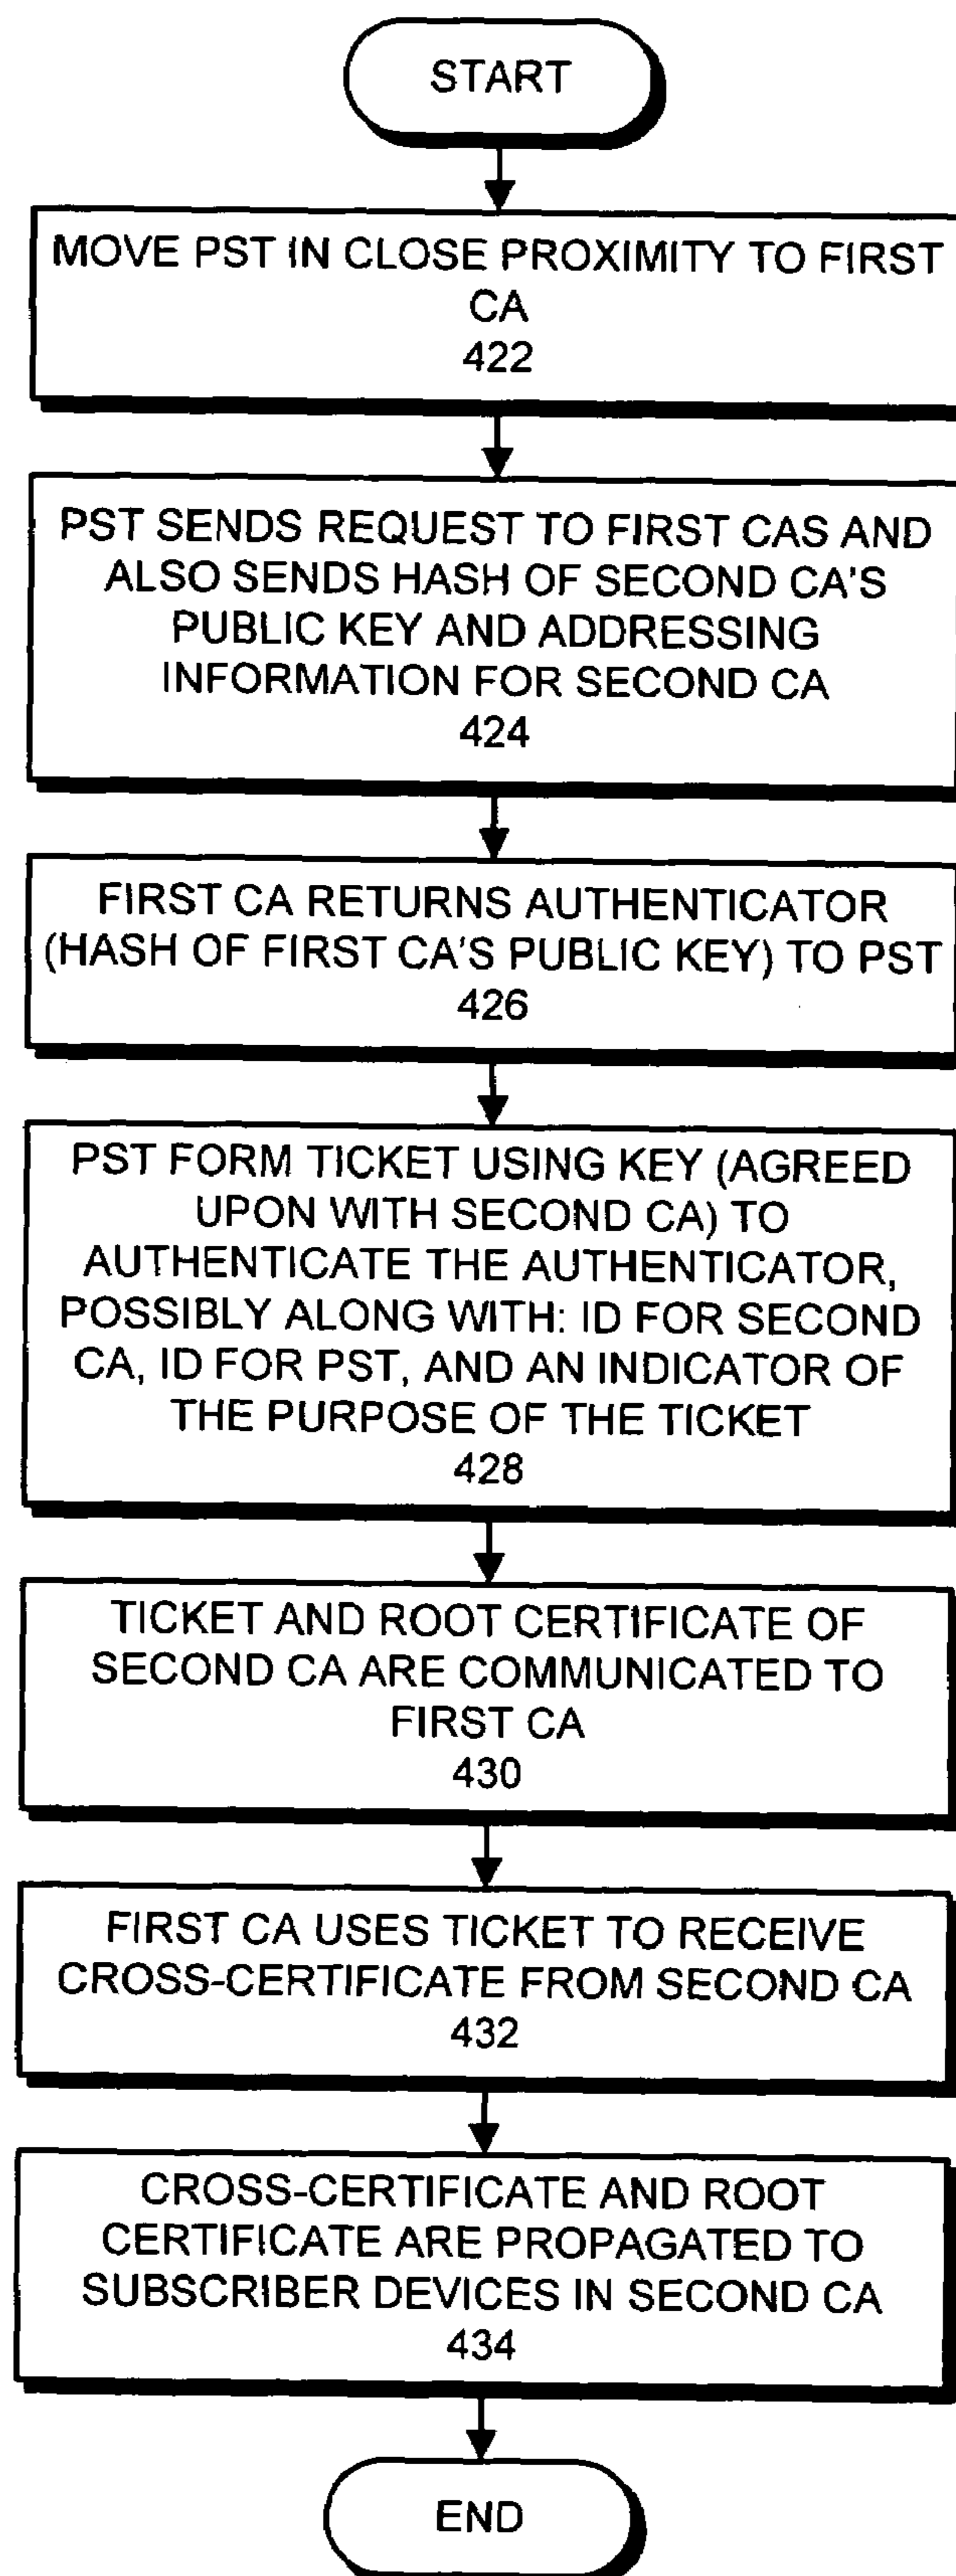 START
MOVE PST IN CLOSE PROXIMITY TO FIRST
CA
422
PST SENDS REQUEST TO FIRST CAS AND
ALSO SENDS HASH OF SECOND CA'S
PUBLIC KEY AND ADDRESSING
INFORMATION FOR SECOND CA
424
FIRST CA RETURNS AUTHENTICATOR
(HASH OF FIRST CA'S PUBLIC KEY) TO PST
426
PST FORM TICKET USING KEY (AGREED
UPON WITH SECOND CA) TO
AUTHENTICATE THE AUTHENTICATOR,
POSSIBLY ALONG WITH: ID FOR SECOND
CA, ID FOR PST, AND AN INDICATOR OF
THE PURPOSE OF THE TICKET
428
TICKET AND ROOT CERTIFICATE OF
SECOND CA ARE COMMUNICATED TO
FIRST CA
430
FIRST CA USES TICKET TO RECEIVE
CROSS-CERTIFICATE FROM SECOND CA
432
CROSS-CERTIFICATE AND ROOT
CERTIFICATE ARE PROPAGATED TO
SUBSCRIBER DEVICES IN SECOND CA
434
END